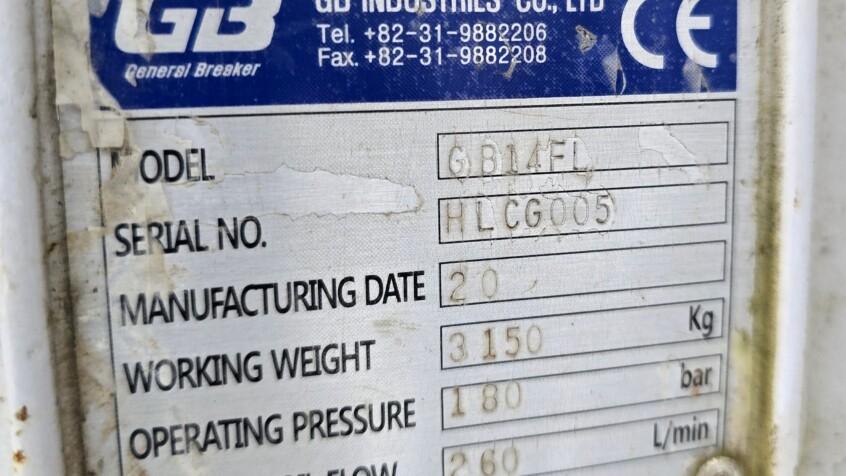 GB
GB INDUSTRIES CO., LTD
Tel. +82-31-9882206
Fax. +82-31-9882208
CE
General Breaker
MODEL GB14FL
SERIAL NO. HLCG005
MANUFACTURING DATE 20
WORKING WEIGHT 3150 Kg
OPERATING PRESSURE 180 bar
FLOW 260 L/min